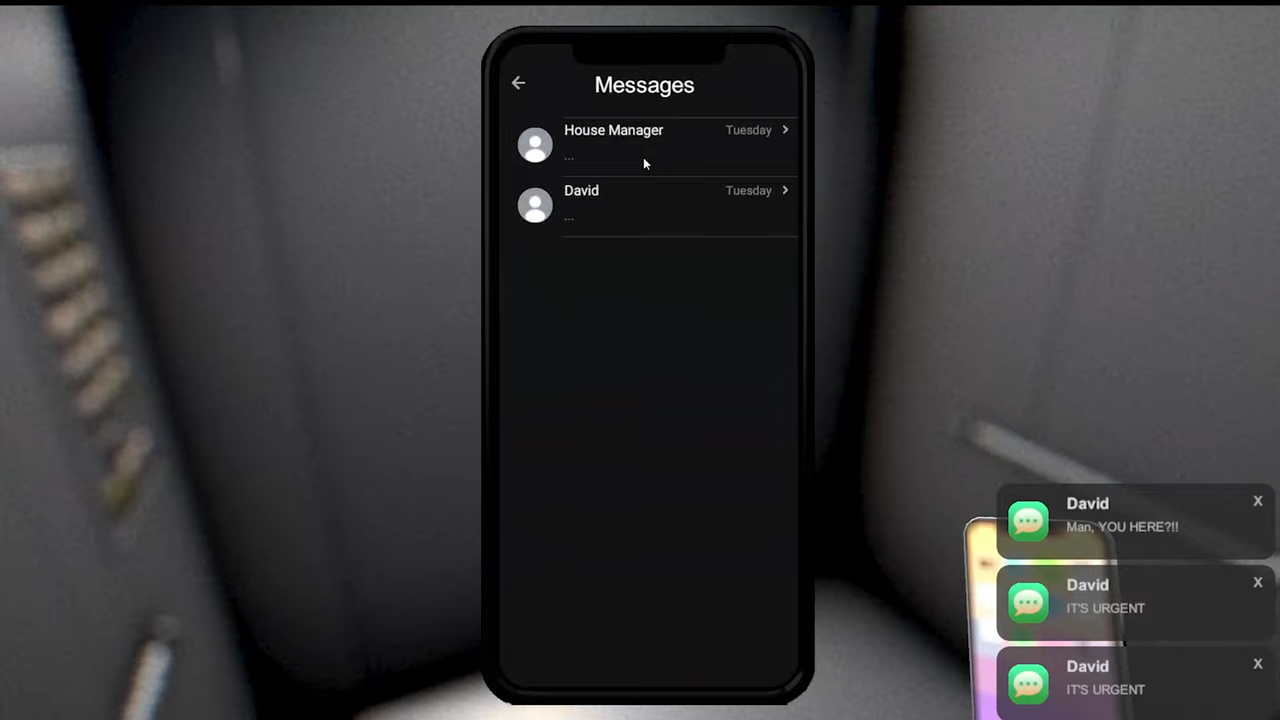 Messages
House Manager
Tuesday
...
David
Tuesday
...
David
X
Man, YOU HERE?!!
David
X
IT'S URGENT
David
X
IT'S URGENT